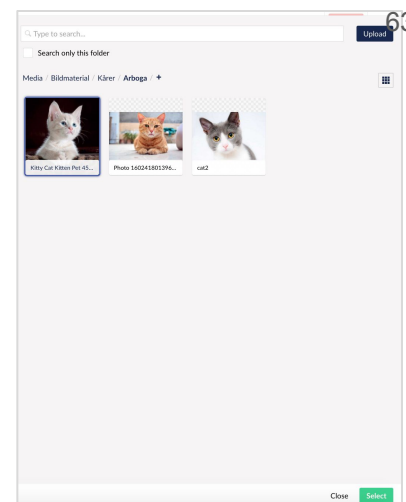 63
Type to search...
Upload
Search only this folder
Media / Bildmaterial / Kårer / Arboga / +
Kitty Cat Kitten Pet 45...
Photo 160241801396...
cat2
Close
Select